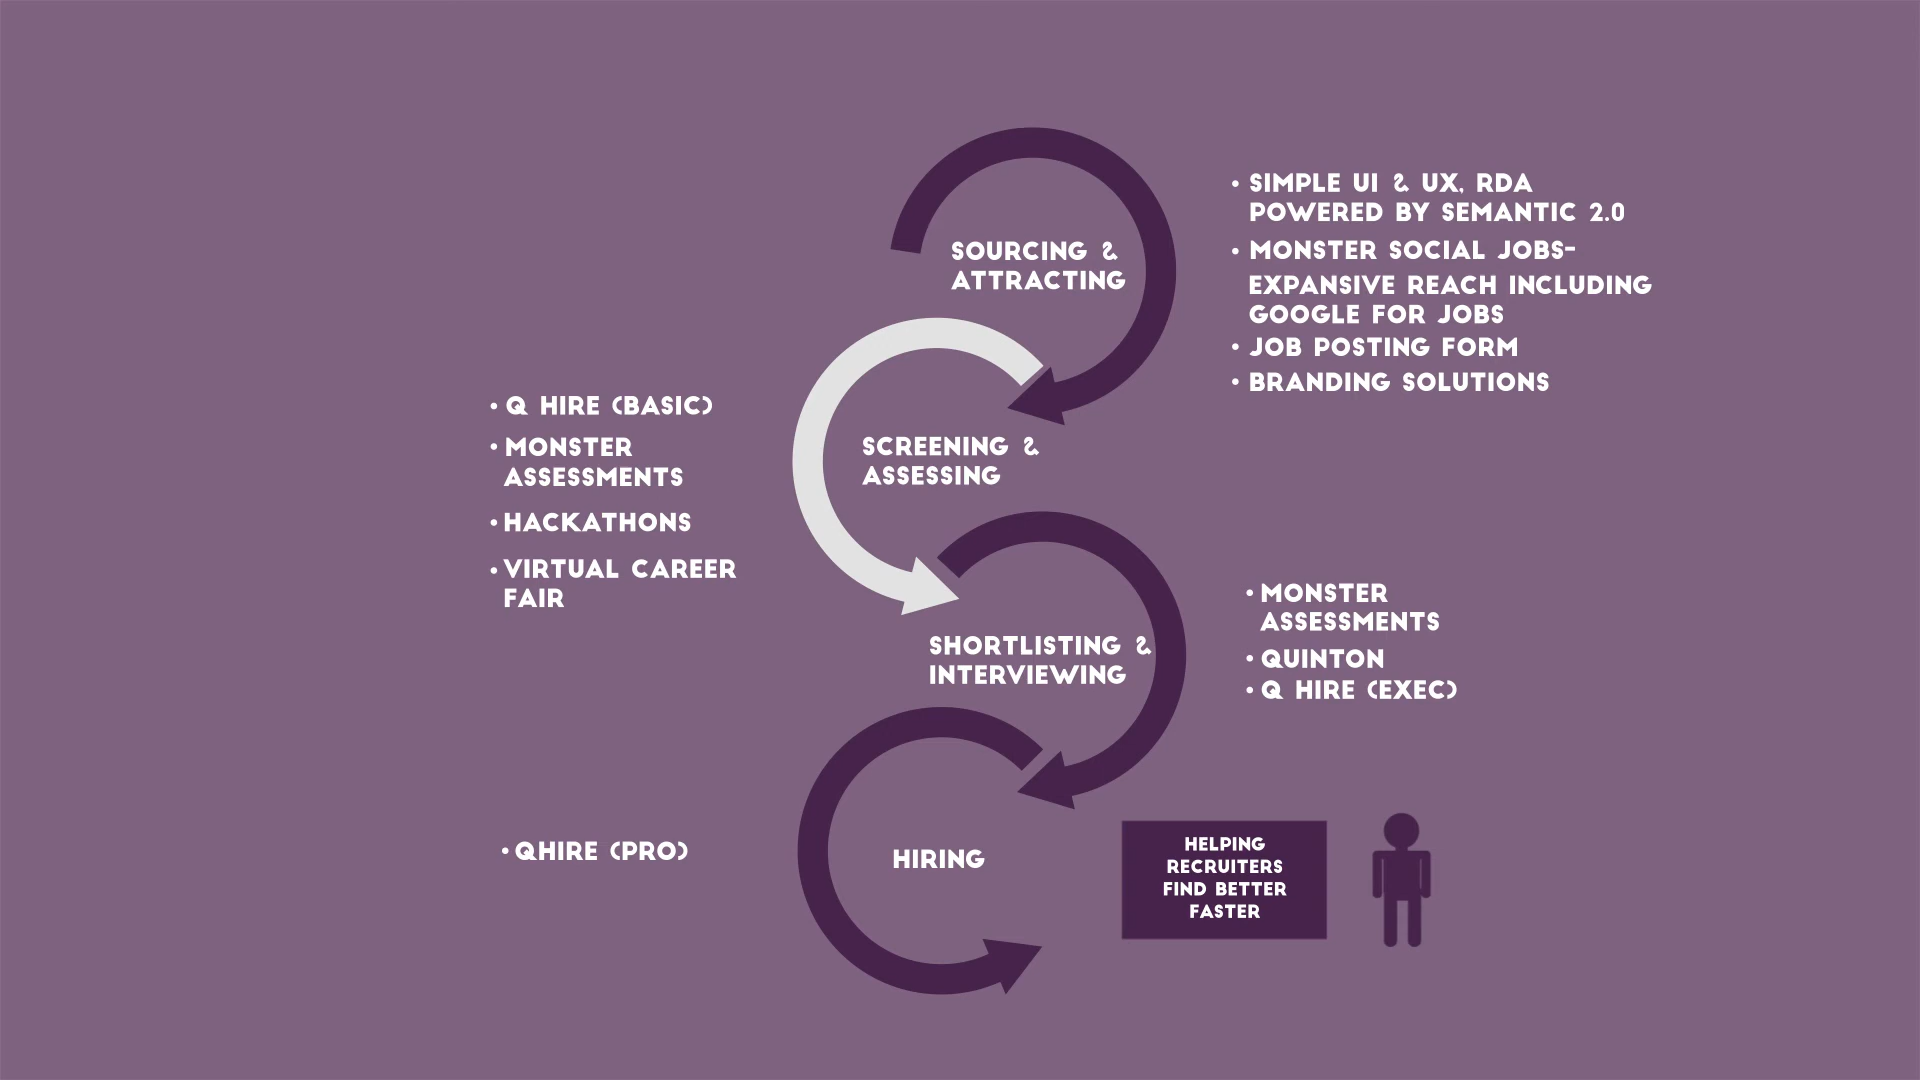 SOURCING &
ATTRACTING
• SIMPLE UI & UX, RDA
POWERED BY SEMANTIC 2.0
• MONSTER SOCIAL JOBS-
EXPANSIVE REACH INCLUDING
GOOGLE FOR JOBS
• JOB POSTING FORM
• BRANDING SOLUTIONS
• Q HIRE (BASIC)
• MONSTER
ASSESSMENTS
• HACKATHONS
• VIRTUAL CAREER
FAIR
SCREENING &
ASSESSING
SHORTLISTING &
INTERVIEWING
• MONSTER
ASSESSMENTS
• QUINTON
• Q HIRE (EXEC)
• QHIRE (PRO)
HIRING
HELPING
RECRUITERS
FIND BETTER
FASTER